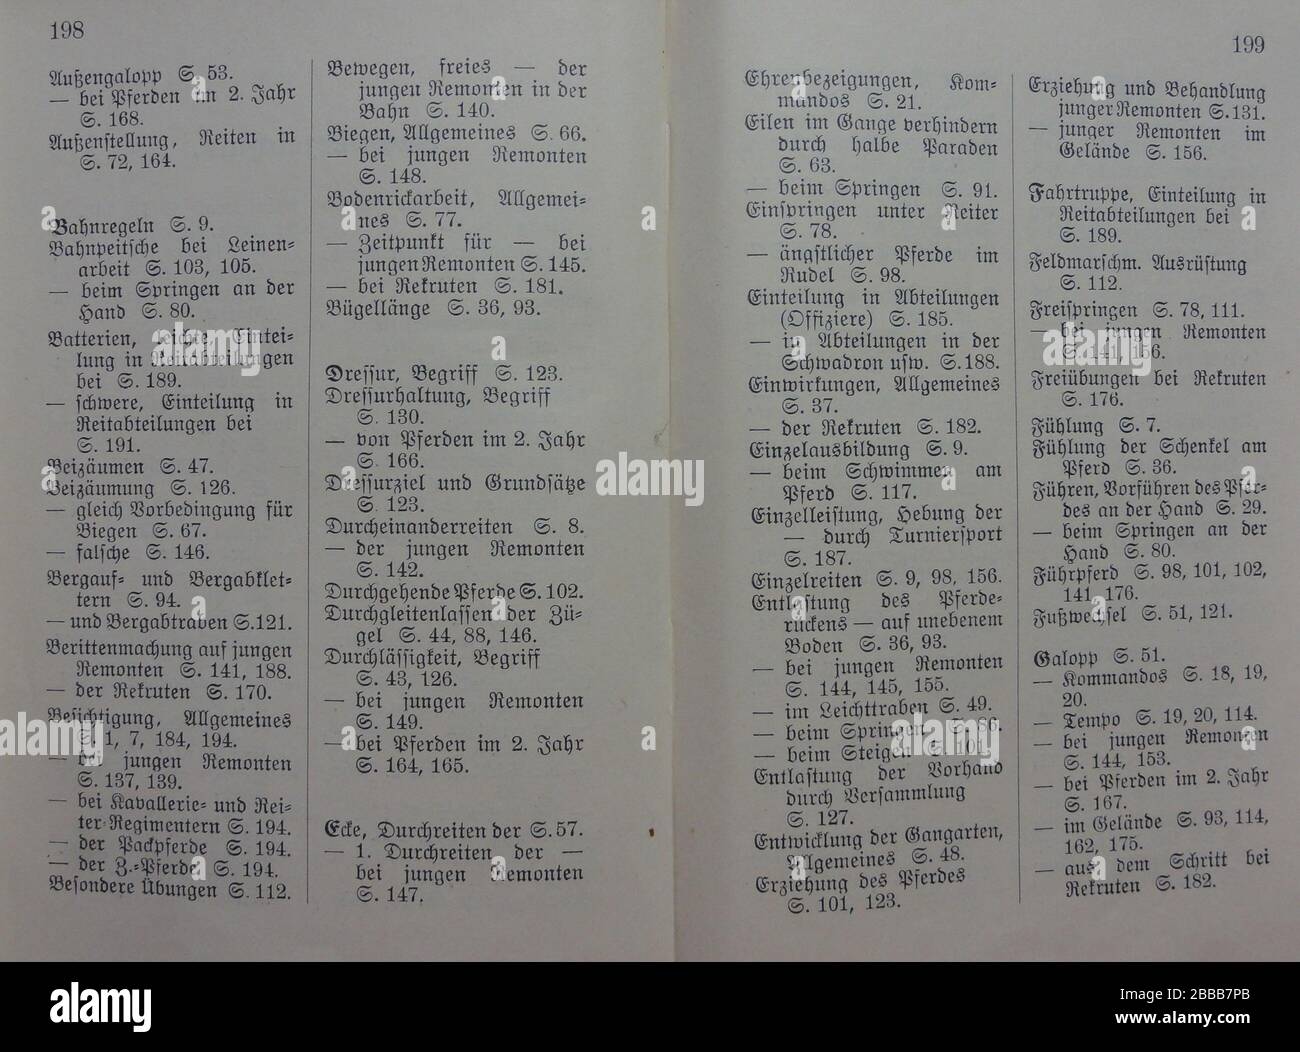 198
Außengalopp S. 53.
— bei Pferden im 2. Jahr
S. 168.
Außenstellung, Reiten in
S. 72, 164.
Bahnregeln S. 9.
Bahnpeitsche bei Leinen-
arbeit S. 103, 105.
— beim Springen an der
Hand S. 80.
Batterien, leichte, Eintei-
lung in Reitabteilungen
bei S. 189.
— schwere, Einteilung in
Reitabteilungen bei
S. 191.
Beizäumen S. 47.
Beizäumung S. 126.
— gleich Vorbedingung für
Biegen S. 67.
— falsche S. 146.
Bergauf- und Bergabklet-
tern S. 94.
— und Bergabtraben S.121.
Berittenmachung auf jungen
Remonten S. 141, 188.
— der Rekruten S. 170.
Besichtigung, Allgemeines
S. 1, 7, 184, 194.
— bei jungen Remonten
S. 137, 139.
— bei Kavallerie- und Rei-
ter-Regimentern S. 194.
— der Packpferde S. 194.
— der Z.-Pferde S. 194.
Besondere Übungen S. 112.
Bewegen, freies — der
jungen Remonten in der
Bahn S. 140.
Biegen, Allgemeines S. 66.
— bei jungen Remonten
S. 148.
Bodenrickarbeit, Allgemei-
nes S. 77.
— Zeitpunkt für — bei
jungen Remonten S. 145.
— bei Rekruten S. 181.
Bügellänge S. 36, 93.
Dressur, Begriff S. 123.
Dressurhaltung, Begriff
S. 130.
— von Pferden im 2. Jahr
S. 166.
Dressurziel und Grundsätze
S. 123.
Durcheinanderreiten S. 8.
— der jungen Remonten
S. 142.
Durchgehende Pferde S. 102.
Durchgleitenlassen der Zü-
gel S. 44, 88, 146.
Durchlässigkeit, Begriff
S. 43, 126.
— bei jungen Remonten
S. 149.
— bei Pferden im 2. Jahr
S. 164, 165.
Ecke, Durchreiten der S. 57.
— 1. Durchreiten der —
bei jungen Remonten
S. 147.
199
Ehrenbezeigungen, Kom-
mandos S. 21.
Eilen im Gange verhindern
durch halbe Paraden
S. 63.
— beim Springen S. 91.
Einspringen unter Reiter
S. 78.
— ängstlicher Pferde im
Rudel S. 98.
Einteilung in Abteilungen
(Offiziere) S. 185.
— in Abteilungen in der
Schwadron usw. S. 188.
Einwirkungen, Allgemeines
S. 37.
— der Rekruten S. 182.
Einzelausbildung S. 9.
— beim Schwimmen am
Pferd S. 117.
Einzelleistung, Hebung der
— durch Turniersport
S. 187.
Einzelreiten S. 9, 98, 156.
Entlastung des Pferde-
rückens — auf unebenem
Boden S. 36, 93.
— bei jungen Remonten
S. 144, 145, 155.
— im Leichttraben S. 49.
— beim Springen S. 86.
— beim Steigen S. 101.
Entlastung der Vorhand
durch Versammlung
S. 127.
Entwicklung der Gangarten,
Allgemeines S. 48.
Erziehung des Pferdes
S. 101, 123.
Erziehung und Behandlung
junger Remonten S. 131.
— junger Remonten im
Gelände S. 156.
Fahrtruppe, Einteilung in
Reitabteilungen bei
S. 189.
Feldmarschm. Ausrüstung
S. 112.
Freispringen S. 78, 111.
— bei jungen Remonten
S. 141, 156.
Freiübungen bei Rekruten
S. 176.
Fühlung S. 7.
Fühlung der Schenkel am
Pferd S. 36.
Führen, Vorführen des Pfer-
des an der Hand S. 29.
— beim Springen an der
Hand S. 80.
Führpferd S. 98, 101, 102,
141, 176.
Fußwechsel S. 51, 121.
Galopp S. 51.
— Kommandos S. 18, 19,
20.
— Tempo S. 19, 20, 114.
— bei jungen Remonten
S. 144, 153.
— bei Pferden im 2. Jahr
S. 167.
— im Gelände S. 93, 114,
162, 175.
— aus dem Schritt bei
Rekruten S. 182.
alamy
alamy
Image ID: 2BBB7PB
www.alamy.com